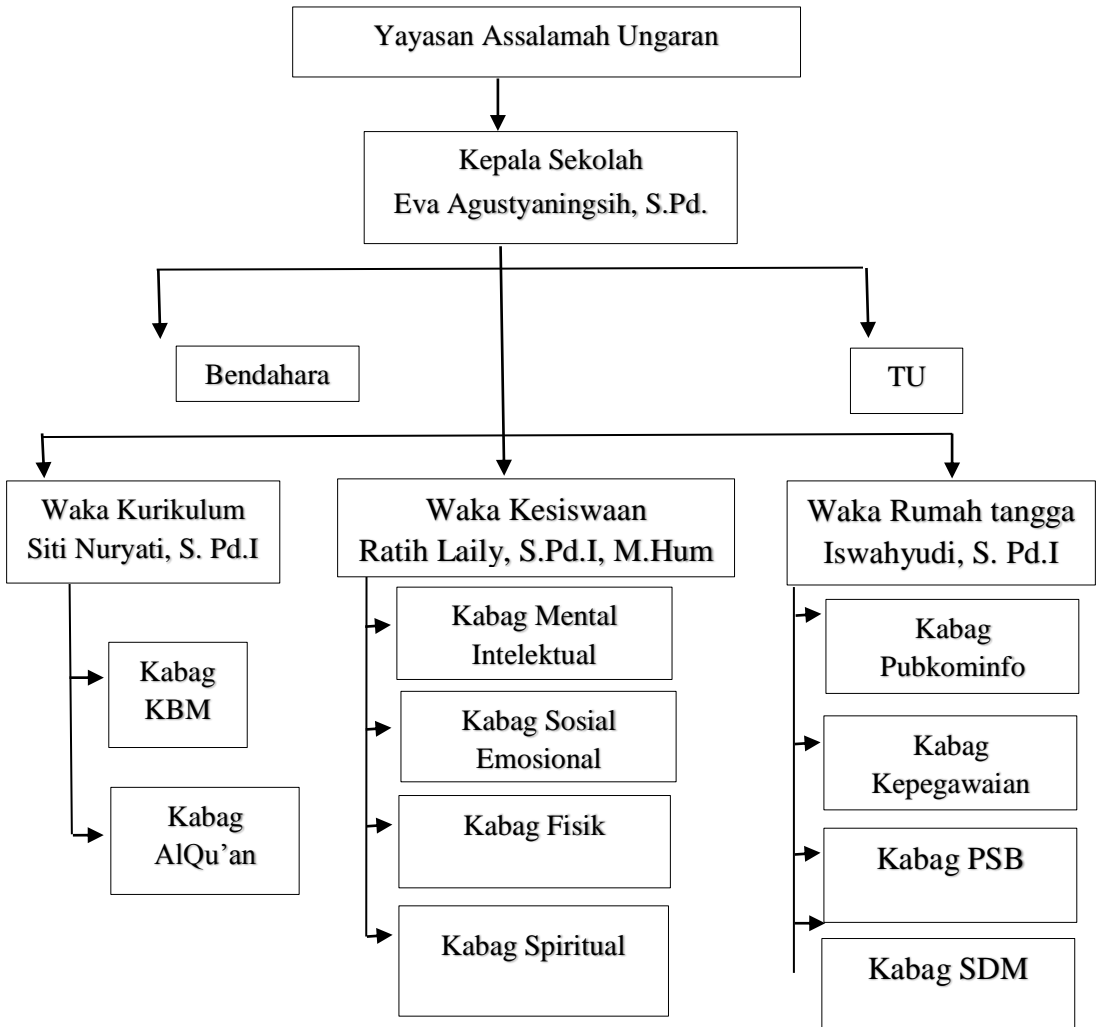 Yayasan Assalamah Ungaran
Kepala Sekolah
Eva Agustyaningsih, S.Pd.
Bendahara
TU
Waka Kurikulum
Siti Nuryati, S. Pd.I
Kabag
KBM
Kabag
AlQu’an
Waka Kesiswaan
Ratih Laily, S.Pd.I, M.Hum
Kabag Mental
Intelektual
Kabag Sosial
Emosional
Kabag Fisik
Kabag Spiritual
Waka Rumah tangga
Iswahyudi, S. Pd.I
Kabag
Pubkominfo
Kabag
Kepegawaian
Kabag PSB
Kabag SDM